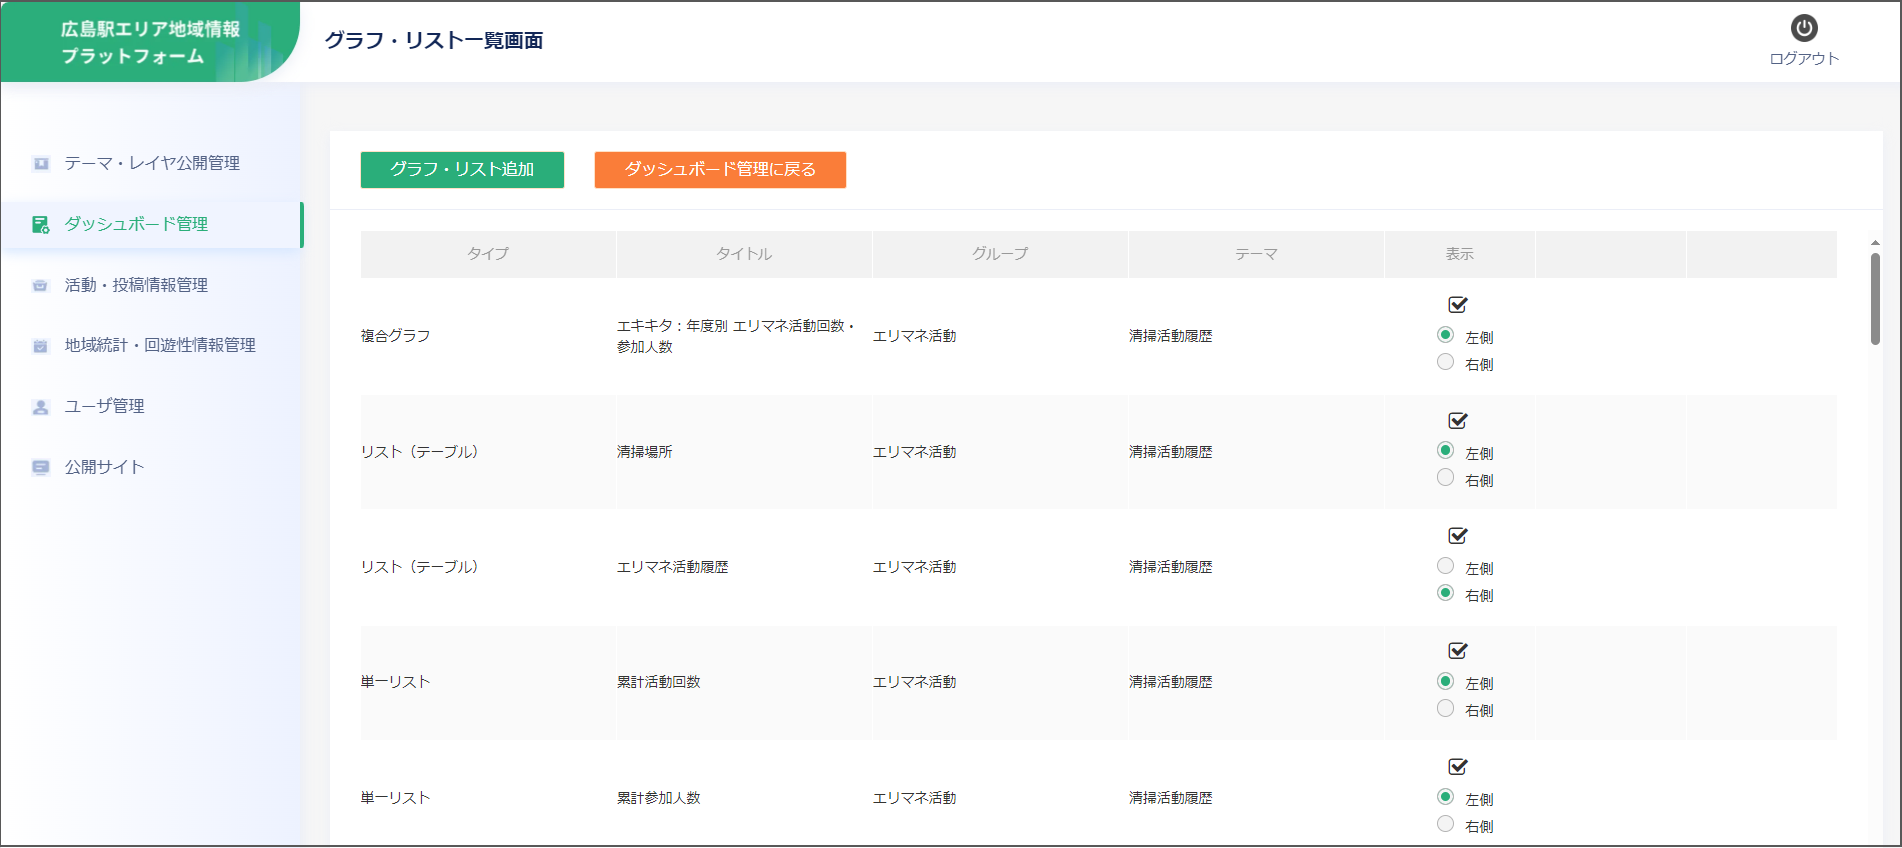 広島駅エリア地域情報
プラットフォーム
グラフ・リスト一覧画面
ログアウト
テーマ・レイヤ公開管理
ダッシュボード管理
活動・投稿情報管理
地域統計・回遊性情報管理
ユーザ管理
公開サイト
グラフ・リスト追加
ダッシュボード管理に戻る
タイプ
タイトル
グループ
テーマ
表示
複合グラフ
エキキタ：年度別 エリマネ活動回数・
参加人数
エリマネ活動
清掃活動履歴
左側
右側
リスト（テーブル）
清掃場所
エリマネ活動
清掃活動履歴
左側
右側
リスト（テーブル）
エリマネ活動履歴
エリマネ活動
清掃活動履歴
左側
右側
単一リスト
累計活動回数
エリマネ活動
清掃活動履歴
左側
右側
単一リスト
累計参加人数
エリマネ活動
清掃活動履歴
左側
右側